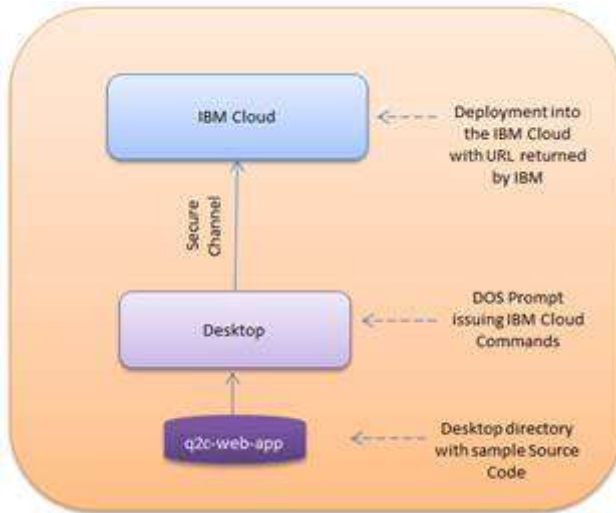 IBM Cloud
Deployment into
the IBM Cloud
with URL returned
by IBM
Secure
Channel
Desktop
DOS Prompt
issuing IBM Cloud
Commands
q2c-web-app
Desktop directory
with sample Source
Code